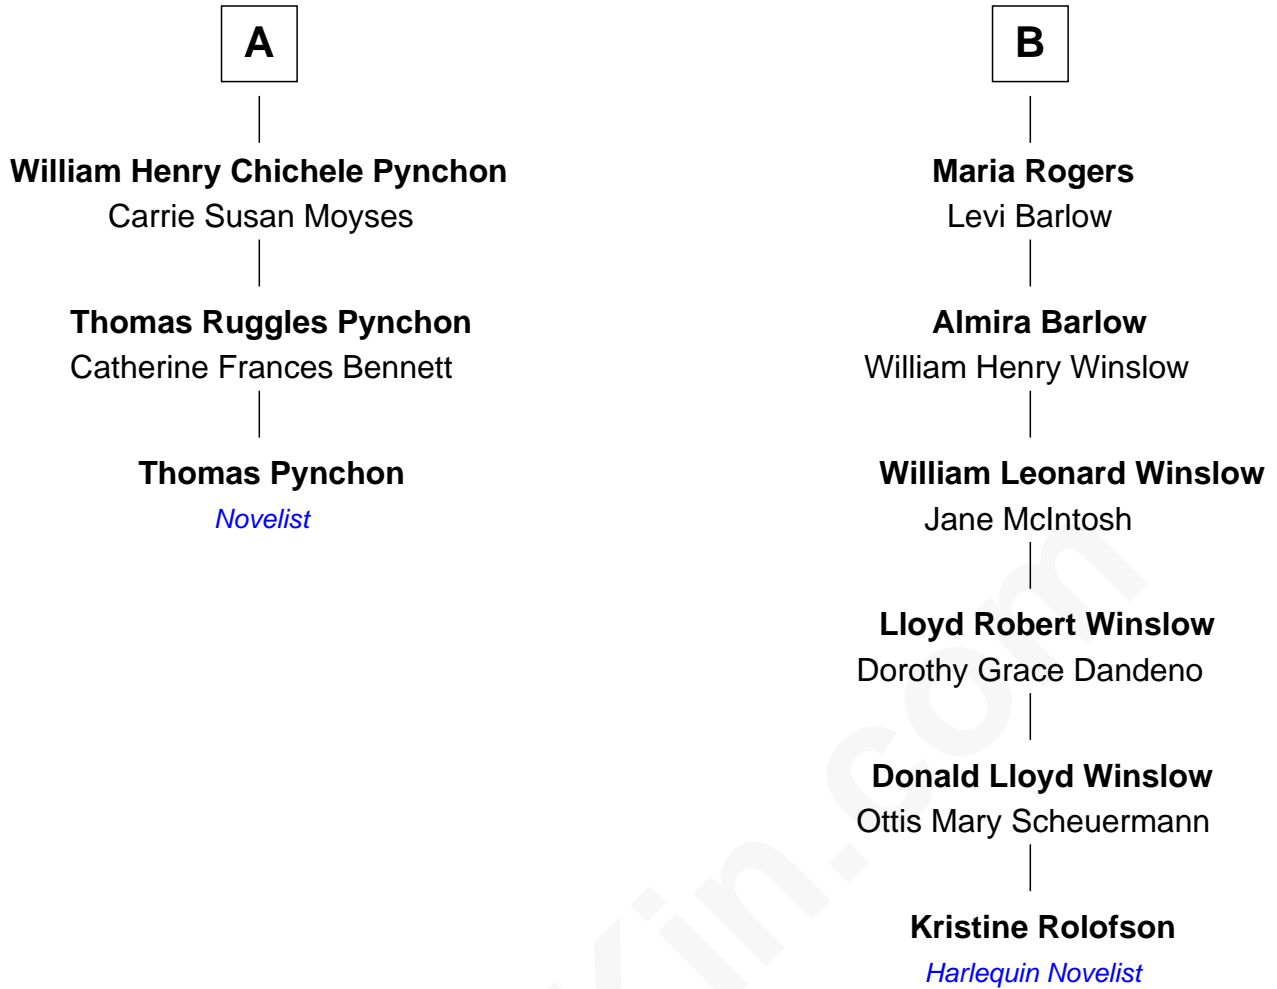 A
William Henry Chichele Pynchon
Carrie Susan Moyses
Thomas Ruggles Pynchon
Catherine Frances Bennett
Thomas Pynchon
Novelist
B
Maria Rogers
Levi Barlow
Almira Barlow
William Henry Winslow
William Leonard Winslow
Jane McIntosh
Lloyd Robert Winslow
Dorothy Grace Dandeno
Donald Lloyd Winslow
Ottis Mary Scheuermann
Kristine Rolofson
Harlequin Novelist
Kin.com